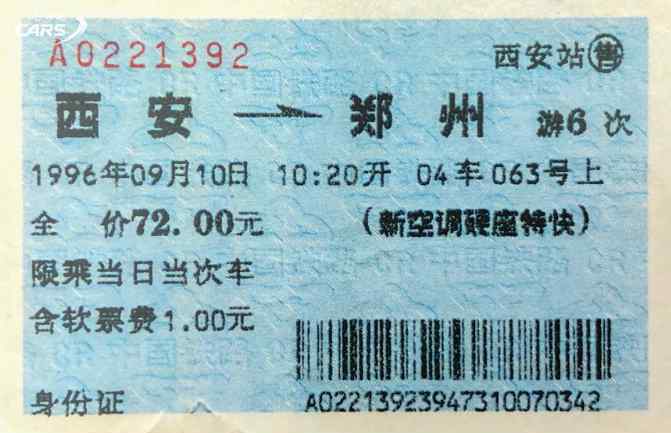 CARS
A0221392 西安站售
西安 → 郑州 游6次
1996年09月10日 10:20开 04车063号上
全 价72.00元 (新空调硬座特快)
限乘当日当次车
含软票费1.00元
身份证 A02213923947310070342